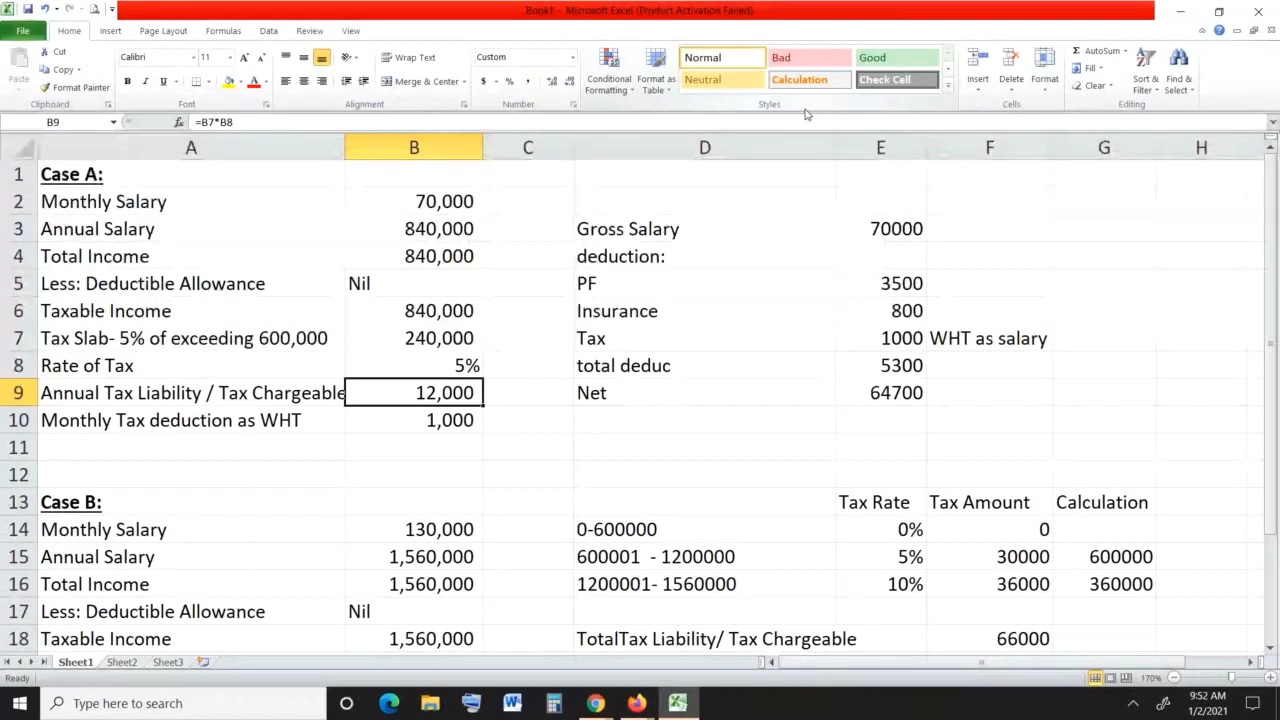 Book1 - Microsoft Excel (Product Activation Failed)
File Home Insert Page Layout Formulas Data Review View
Paste
Cut
Copy
Format Painter
Clipboard
Calibri 11
Font
Wrap Text
Merge & Center
Alignment
Custom
Number
Conditional Formatting
Format as Table
Normal Bad Good
Neutral Calculation Check Cell
Styles
Insert Delete Format
Cells
AutoSum
Fill
Clear
Sort & Filter
Find & Select
Editing
B9 fx =B7*B8
A B C D E F G H
1 Case A:
2 Monthly Salary 70,000
3 Annual Salary 840,000 Gross Salary 70000
4 Total Income 840,000 deduction:
5 Less: Deductible Allowance Nil PF 3500
6 Taxable Income 840,000 Insurance 800
7 Tax Slab- 5% of exceeding 600,000 240,000 Tax 1000 WHT as salary
8 Rate of Tax 5% total deduc 5300
9 Annual Tax Liability / Tax Chargeable 12,000 Net 64700
10 Monthly Tax deduction as WHT 1,000
11
12
13 Case B: Tax Rate Tax Amount Calculation
14 Monthly Salary 130,000 0-600000 0% 0
15 Annual Salary 1,560,000 600001 - 1200000 5% 30000 600000
16 Total Income 1,560,000 1200001- 1560000 10% 36000 360000
17 Less: Deductible Allowance Nil
18 Taxable Income 1,560,000 TotalTax Liability/ Tax Chargeable 66000
Sheet1 Sheet2 Sheet3
Ready 170%
Type here to search
9:52 AM
1/2/2021